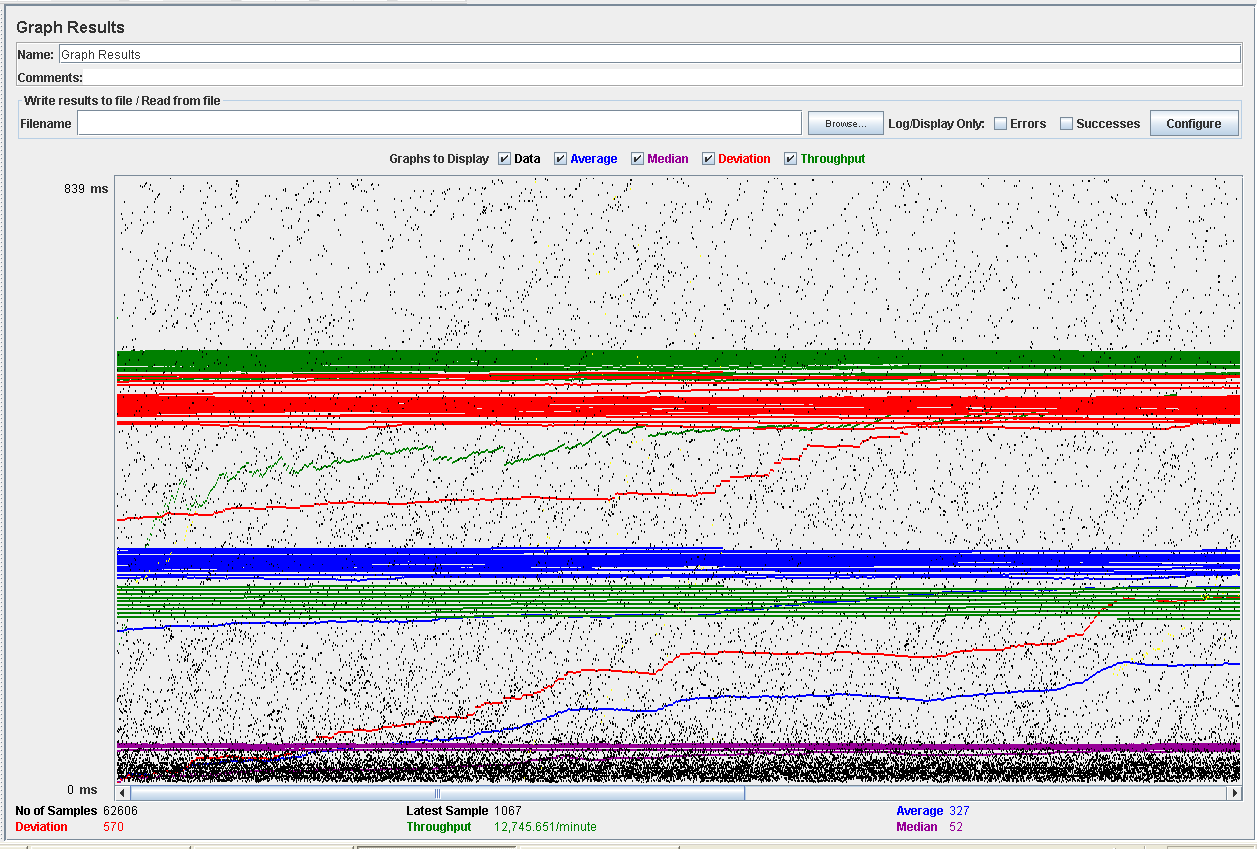 Graph Results
Name: Graph Results
Comments:
Write results to file / Read from file
Filename Browse... Log/Display Only: Errors Successes Configure
Graphs to Display Data Average Median Deviation Throughput
839 ms
0 ms
No of Samples 62606 Latest Sample 1067 Average 327
Deviation 570 Throughput 12,745.651/minute Median 52